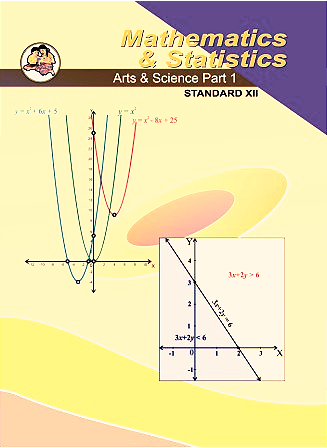 Mathematics
& Statistics
Arts & Science Part 1
STANDARD XII
y = x² + 6x + 5
y = x²
y = x² - 8x + 25
Y
X
3x+2y > 6
3x+2y = 6
3x+2y < 6
Y
4
3
2
1
-1
0
1
2
3
X
-1